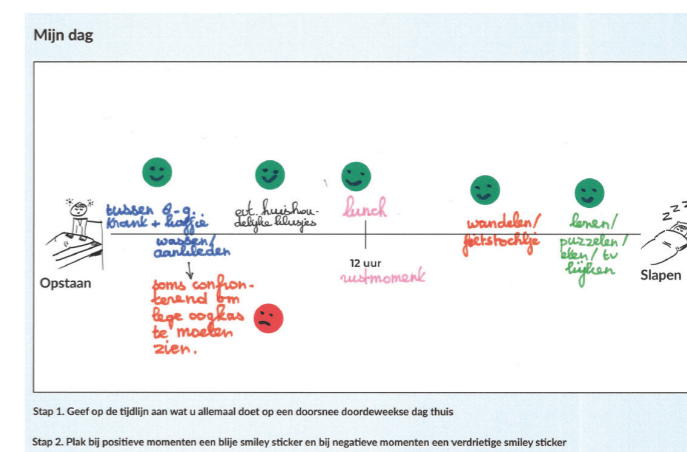 Mijn dag
tussen 8-9.
krant + koffie
wassen/
aankleden
soms confron-
terend om
lege oogkas
te moeten
zien.
evt. huishou-
delijke klusjes
lunch
12 uur
rustmoment
wandelen/
fietstochtje
lezen/
puzzelen/
eten/ tv
kijken
zzz
Opstaan
Slapen
Stap 1. Geef op de tijdlijn aan wat u allemaal doet op een doorsnee doordeweekse dag thuis
Stap 2. Plak bij positieve momenten een blije smiley sticker en bij negatieve momenten een verdrietige smiley sticker